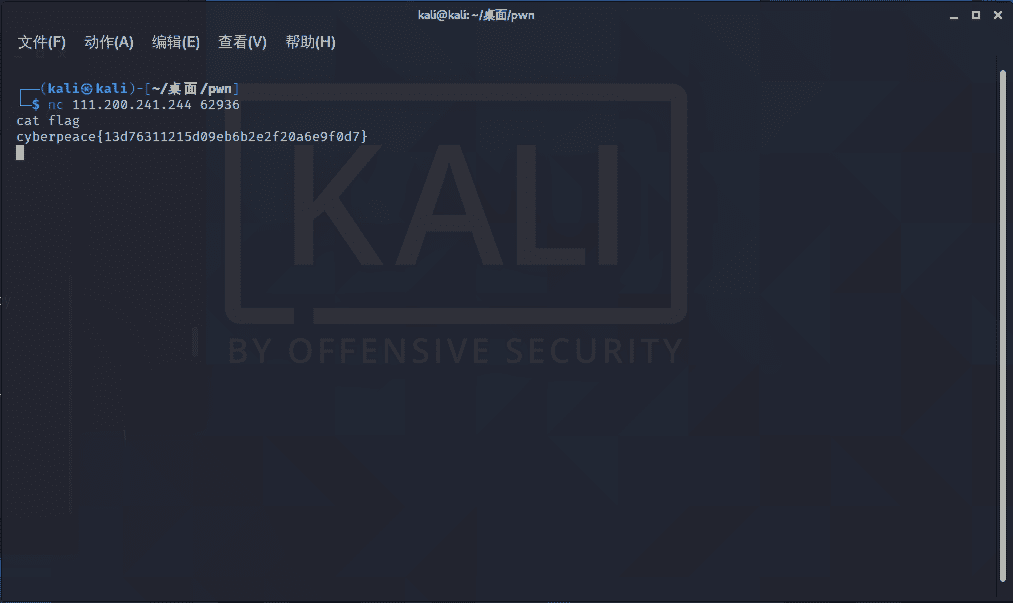 kali@kali: ~/桌面/pwn
文件(F) 动作(A) 编辑(E) 查看(V) 帮助(H)
┌──(kali㉿kali)-[~/桌面/pwn]
└─$ nc 111.200.241.244 62936
cat flag
cyberpeace{13d76311215d09eb6b2e2f20a6e9f0d7}
KALI
BY OFFENSIVE SECURITY